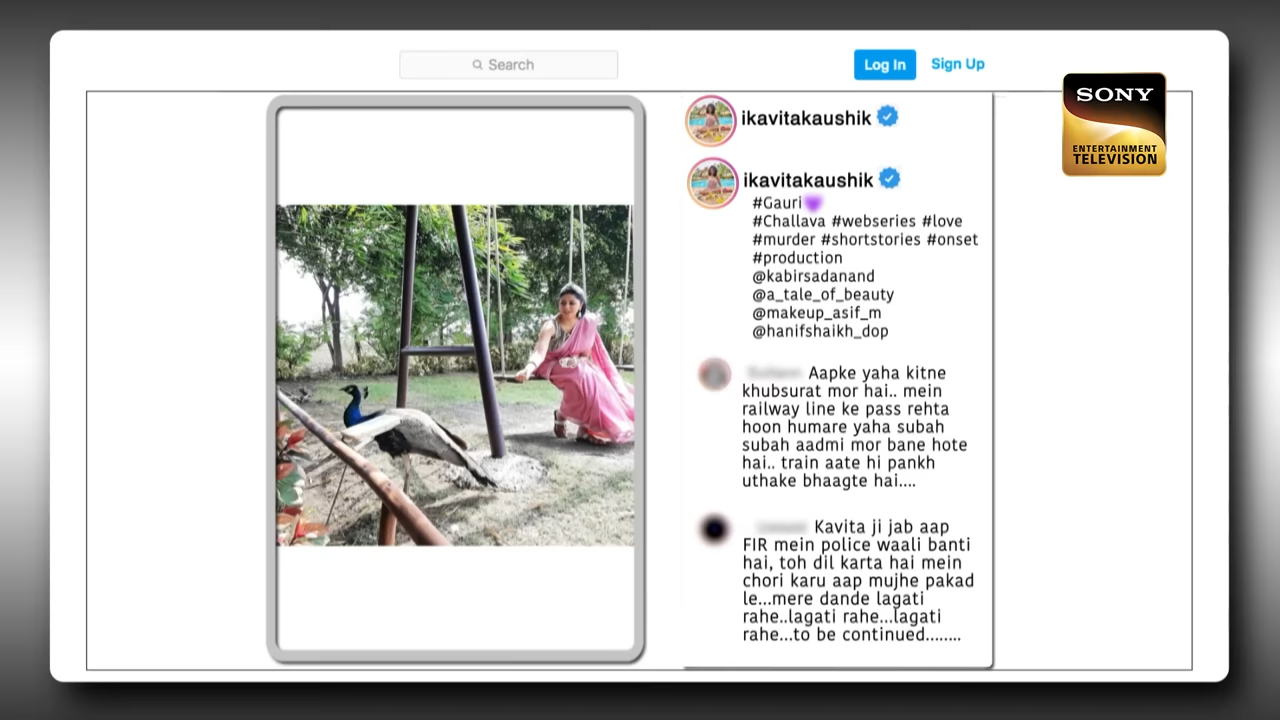 Search
Log In
Sign Up
SONY
ENTERTAINMENT
TELEVISION
ikavitakaushik
ikavitakaushik
#Gauri💜
#Challava #webseries #love
#murder #shortstories #onset
#production
@kabirsadanand
@a_tale_of_beauty
@makeup_asif_m
@hanifshaikh_dop
Aapke yaha kitne
khubsurat mor hai.. mein
railway line ke pass rehta
hoon humare yaha subah
subah aadmi mor bane hote
hai.. train aate hi pankh
uthake bhaagte hai....
Kavita ji jab aap
FIR mein police waali banti
hai, toh dil karta hai mein
chori karu aap mujhe pakad
le...mere dande lagati
rahe..lagati rahe...lagati
rahe...to be continued........